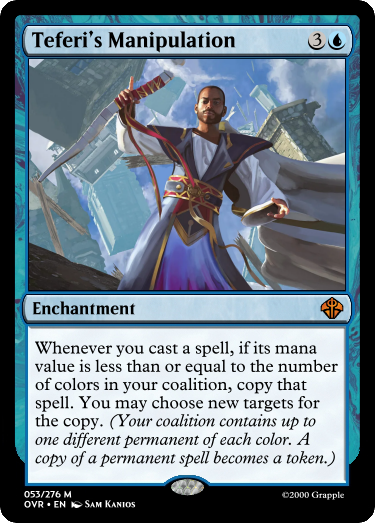 Teferi's Manipulation 3
Enchantment
Whenever you cast a spell, if its mana
value is less than or equal to the number
of colors in your coalition, copy that
spell. You may choose new targets for
the copy. (Your coalition contains up to
one different permanent of each color. A
copy of a permanent spell becomes a token.)
053/276 M
OVR • EN Sam Kanios
©2000 Grapple